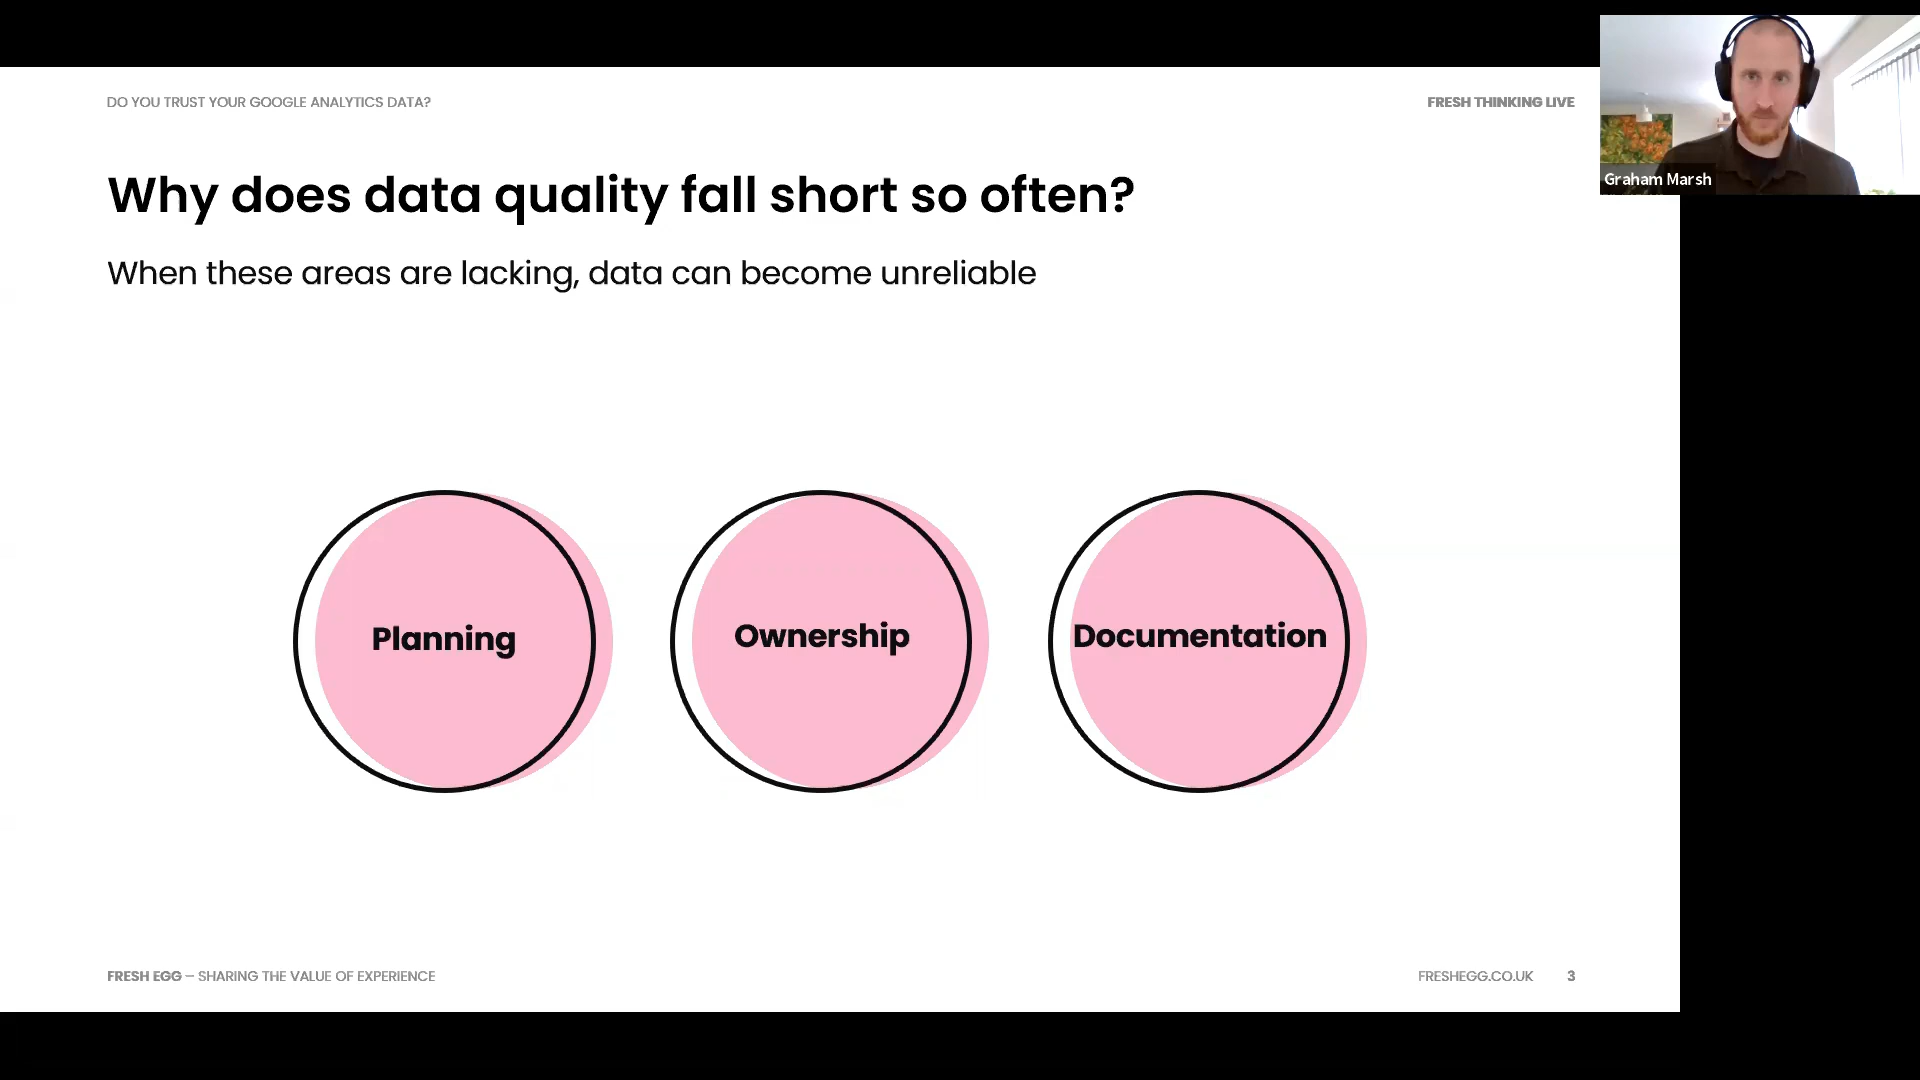 DO YOU TRUST YOUR GOOGLE ANALYTICS DATA?
FRESH THINKING LIVE
Graham Marsh
Why does data quality fall short so often?
When these areas are lacking, data can become unreliable
Planning
Ownership
Documentation
FRESH EGG – SHARING THE VALUE OF EXPERIENCE
FRESHEGG.CO.UK
3